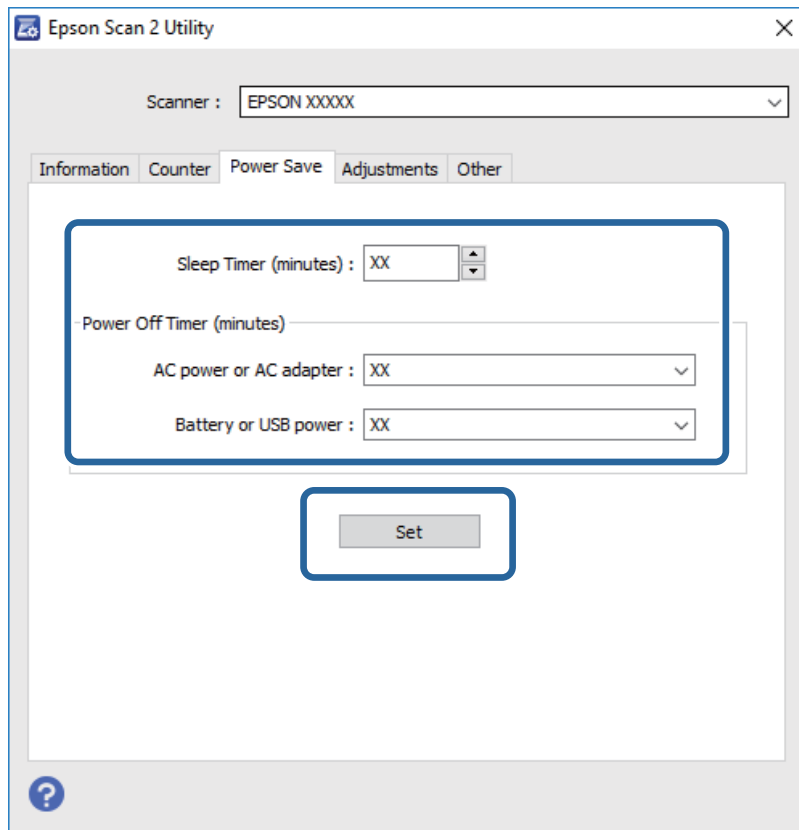 Epson Scan 2 Utility
Scanner : EPSON XXXXX
Information Counter Power Save Adjustments Other
Sleep Timer (minutes) : XX
Power Off Timer (minutes)
AC power or AC adapter : XX
Battery or USB power : XX
Set
?